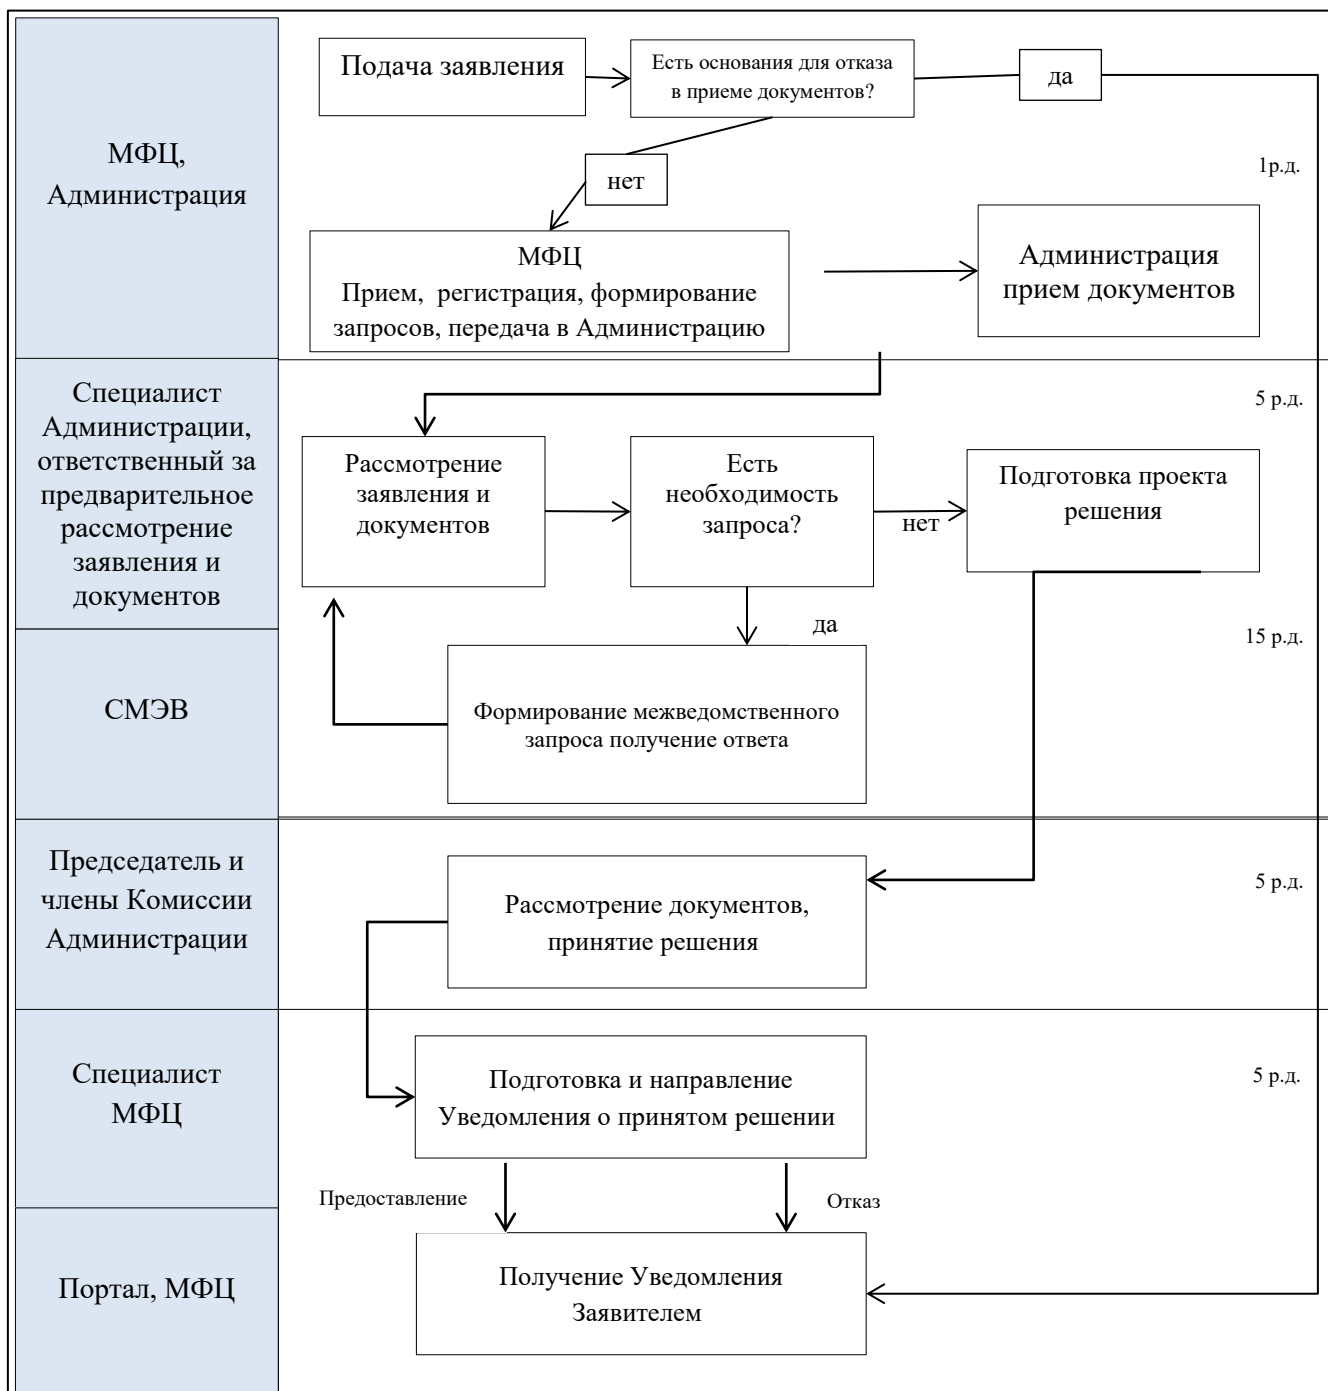 МФЦ,
Администрация
Подача заявления
Есть основания для отказа
в приеме документов?
да
нет
1р.д.
МФЦ
Прием, регистрация, формирование
запросов, передача в Администрацию
Администрация
прием документов
Специалист
Администрации,
ответственный за
предварительное
рассмотрение
заявления и
документов
5 р.д.
Рассмотрение
заявления и
документов
Есть
необходимость
запроса?
нет
Подготовка проекта
решения
да
15 р.д.
СМЭВ
Формирование межведомственного
запроса получение ответа
Председатель и
члены Комиссии
Администрации
Рассмотрение документов,
принятие решения
5 р.д.
Специалист
МФЦ
Подготовка и направление
Уведомления о принятом решении
5 р.д.
Предоставление
Отказ
Портал, МФЦ
Получение Уведомления
Заявителем